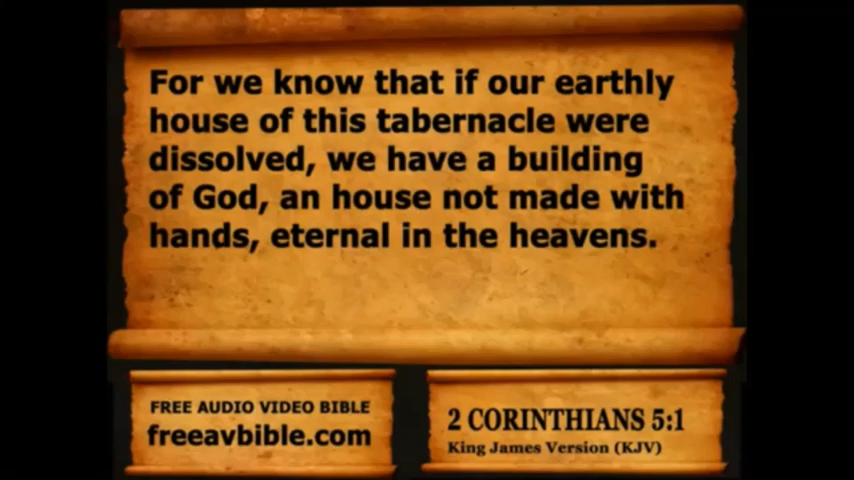 For we know that if our earthly
house of this tabernacle were
dissolved, we have a building
of God, an house not made with
hands, eternal in the heavens.
FREE AUDIO VIDEO BIBLE
freeavbible.com
2 CORINTHIANS 5:1
King James Version (KJV)